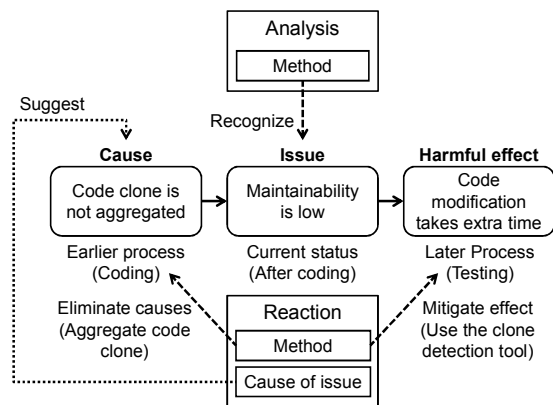 Analysis
Method
Suggest
Recognize
Cause
Issue
Harmful effect
Code clone is
not aggregated
Maintainability
is low
Code
modification
takes extra time
Earlier process
(Coding)
Current status
(After coding)
Later Process
(Testing)
Eliminate causes
(Aggregate code
clone)
Reaction
Method
Cause of issue
Mitigate effect
(Use the clone
detection tool)